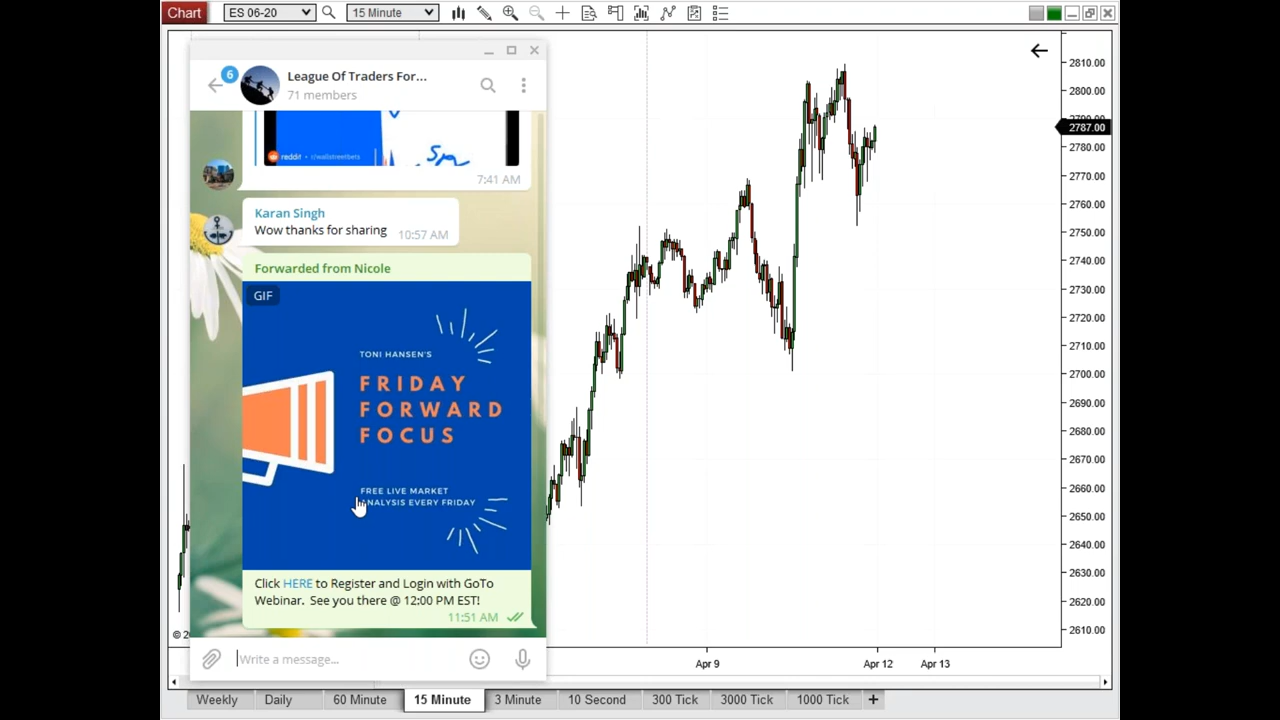 Chart
ES 06-20
15 Minute
6
League Of Traders For...
71 members
reddit r/wallstreetbets
7:41 AM
Karan Singh
Wow thanks for sharing
10:57 AM
Forwarded from Nicole
GIF
TONI HANSEN'S
FRIDAY
FORWARD
FOCUS
FREE LIVE MARKET
ANALYSIS EVERY FRIDAY
Click HERE to Register and Login with GoTo
Webinar. See you there @ 12:00 PM EST!
11:51 AM
Write a message...
2810.00
2800.00
2787.00
2780.00
2770.00
2760.00
2750.00
2740.00
2730.00
2720.00
2710.00
2700.00
2690.00
2680.00
2670.00
2660.00
2650.00
2640.00
2630.00
2620.00
2610.00
© 20
Apr 9
Apr 12
Apr 13
Weekly
Daily
60 Minute
15 Minute
3 Minute
10 Second
300 Tick
3000 Tick
1000 Tick
+